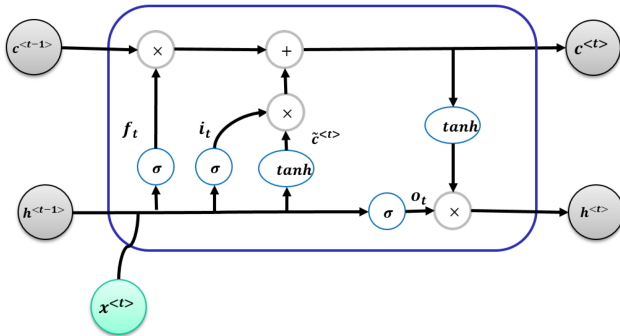 c<t-1> × + c<t>
f_t i_t × c̃<t> tanh
σ σ tanh
h<t-1> σ o_t × h<t>
x<t>